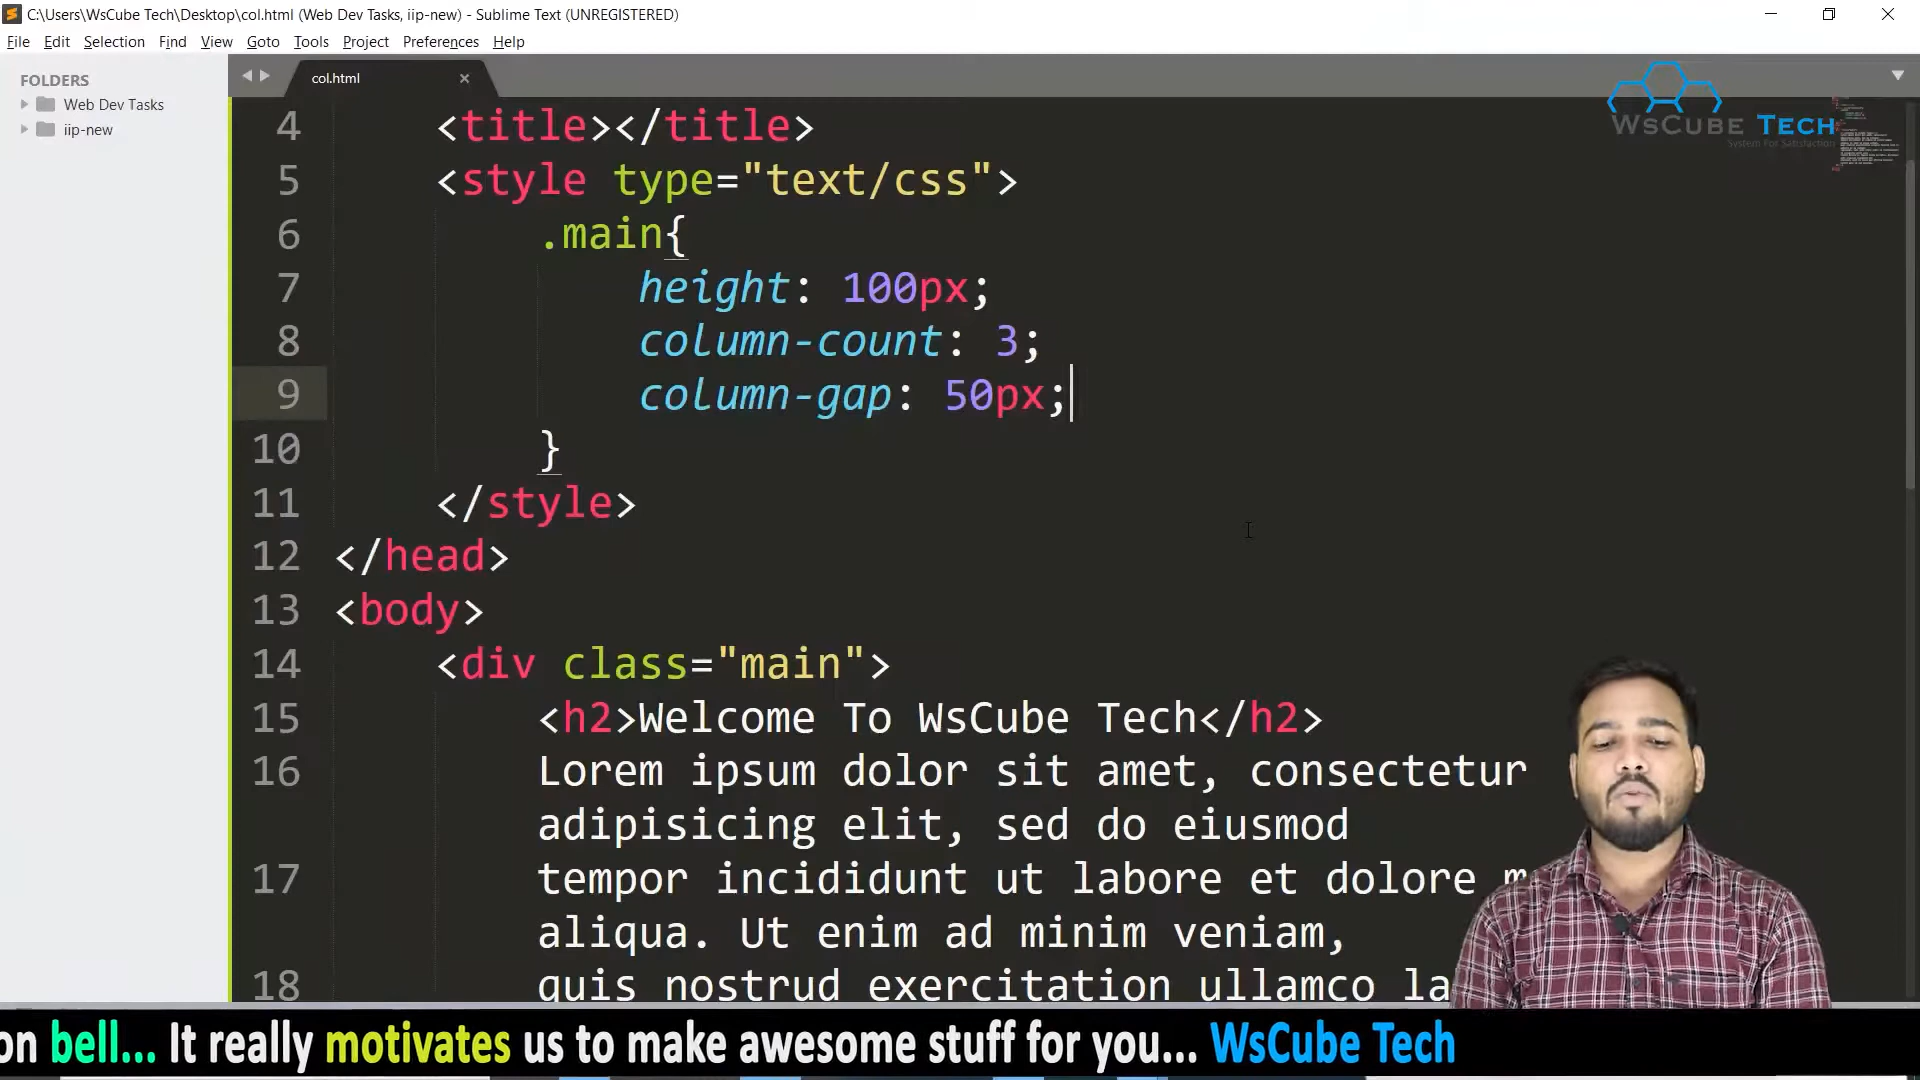 C:\Users\WsCube Tech\Desktop\col.html (Web Dev Tasks, iip-new) - Sublime Text (UNREGISTERED)
File Edit Selection Find View Goto Tools Project Preferences Help
FOLDERS
Web Dev Tasks
iip-new
col.html
WsCube Tech
System For Satisfaction
4 <title></title>
5 <style type="text/css">
6 .main{
7 height: 100px;
8 column-count: 3;
9 column-gap: 50px;
10 }
11 </style>
12 </head>
13 <body>
14 <div class="main">
15 <h2>Welcome To WsCube Tech</h2>
16 Lorem ipsum dolor sit amet, consectetur
adipisicing elit, sed do eiusmod
17 tempor incididunt ut labore et dolore m
aliqua. Ut enim ad minim veniam,
18 quis nostrud exercitation ullamco la
on bell... It really motivates us to make awesome stuff for you... WsCube Tech